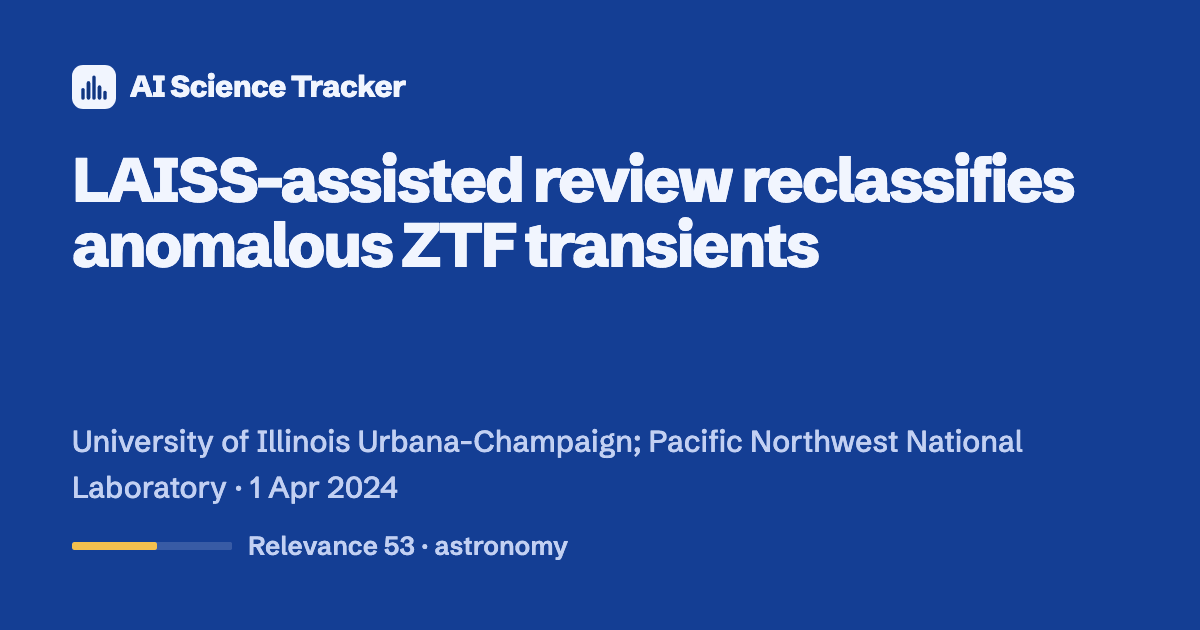 AI Science Tracker
LAISS-assisted review reclassifies
anomalous ZTF transients
University of Illinois Urbana-Champaign; Pacific Northwest National
Laboratory · 1 Apr 2024
Relevance 53 · astronomy